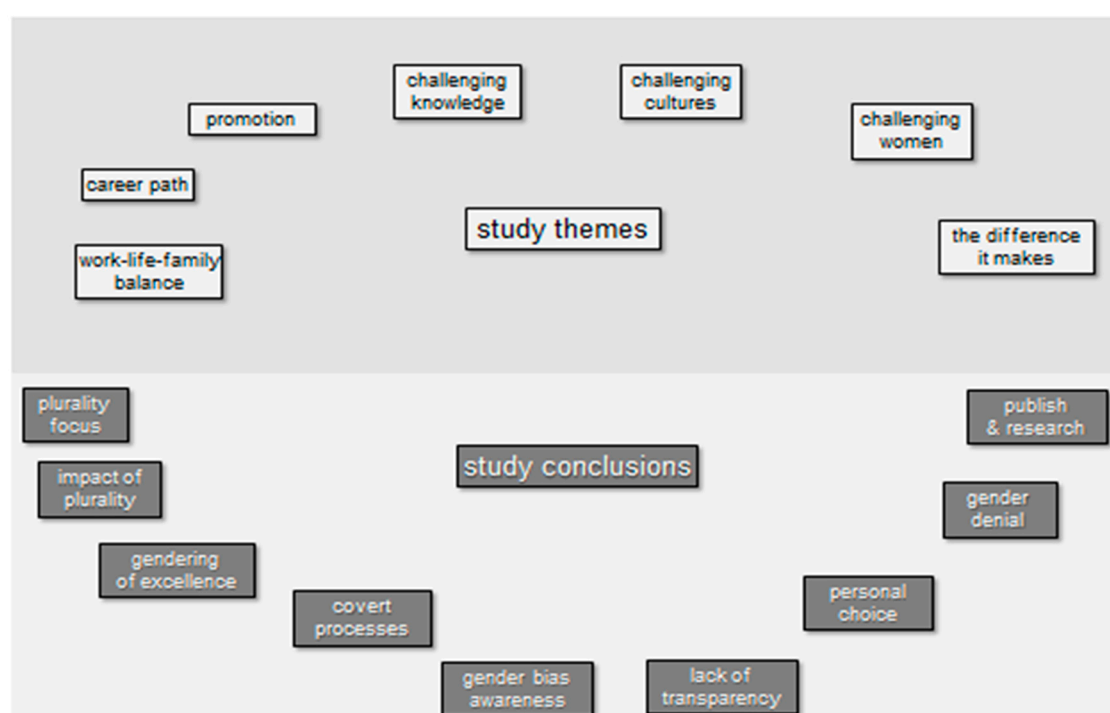 challenging
knowledge
challenging
cultures
promotion
challenging
women
career path
study themes
the difference
it makes
work-life-family
balance
plurality
focus
publish
& research
study conclusions
impact of
plurality
gender
denial
gendering
of excellence
personal
choice
covert
processes
gender bias
awareness
lack of
transparency